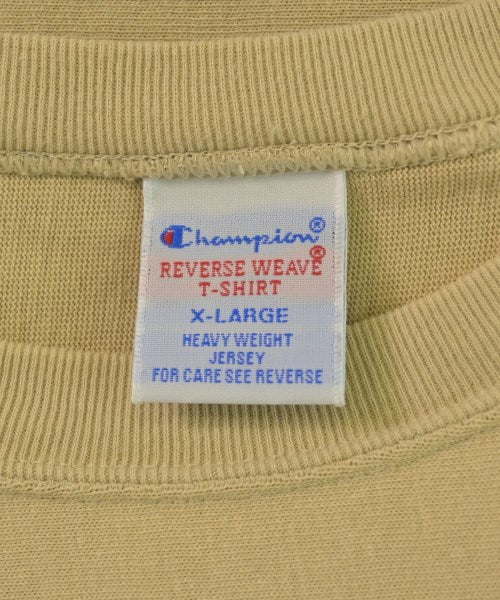 Champion®
REVERSE WEAVE®
T-SHIRT
X-LARGE
HEAVY WEIGHT
JERSEY
FOR CARE SEE REVERSE